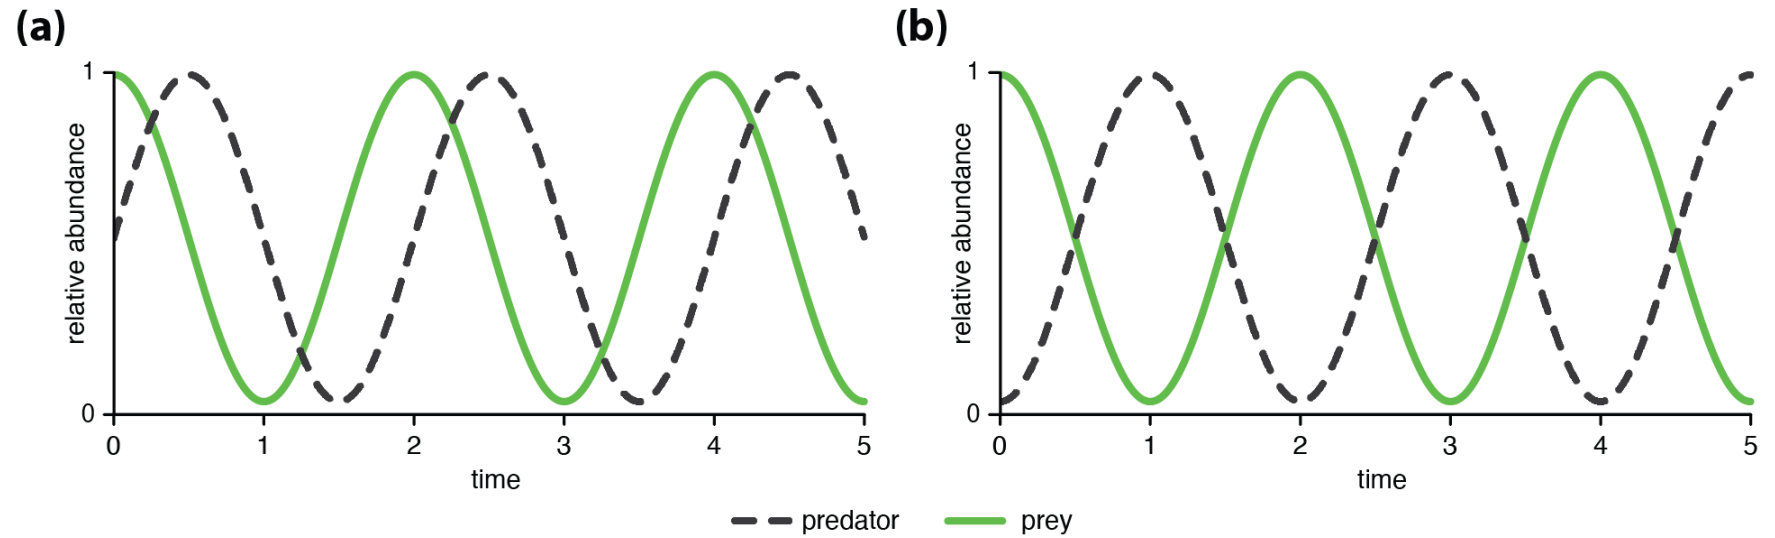 (a)
1
relative abundance
0
0 1 2 3 4 5
time
(b)
1
relative abundance
0
0 1 2 3 4 5
time
predator prey